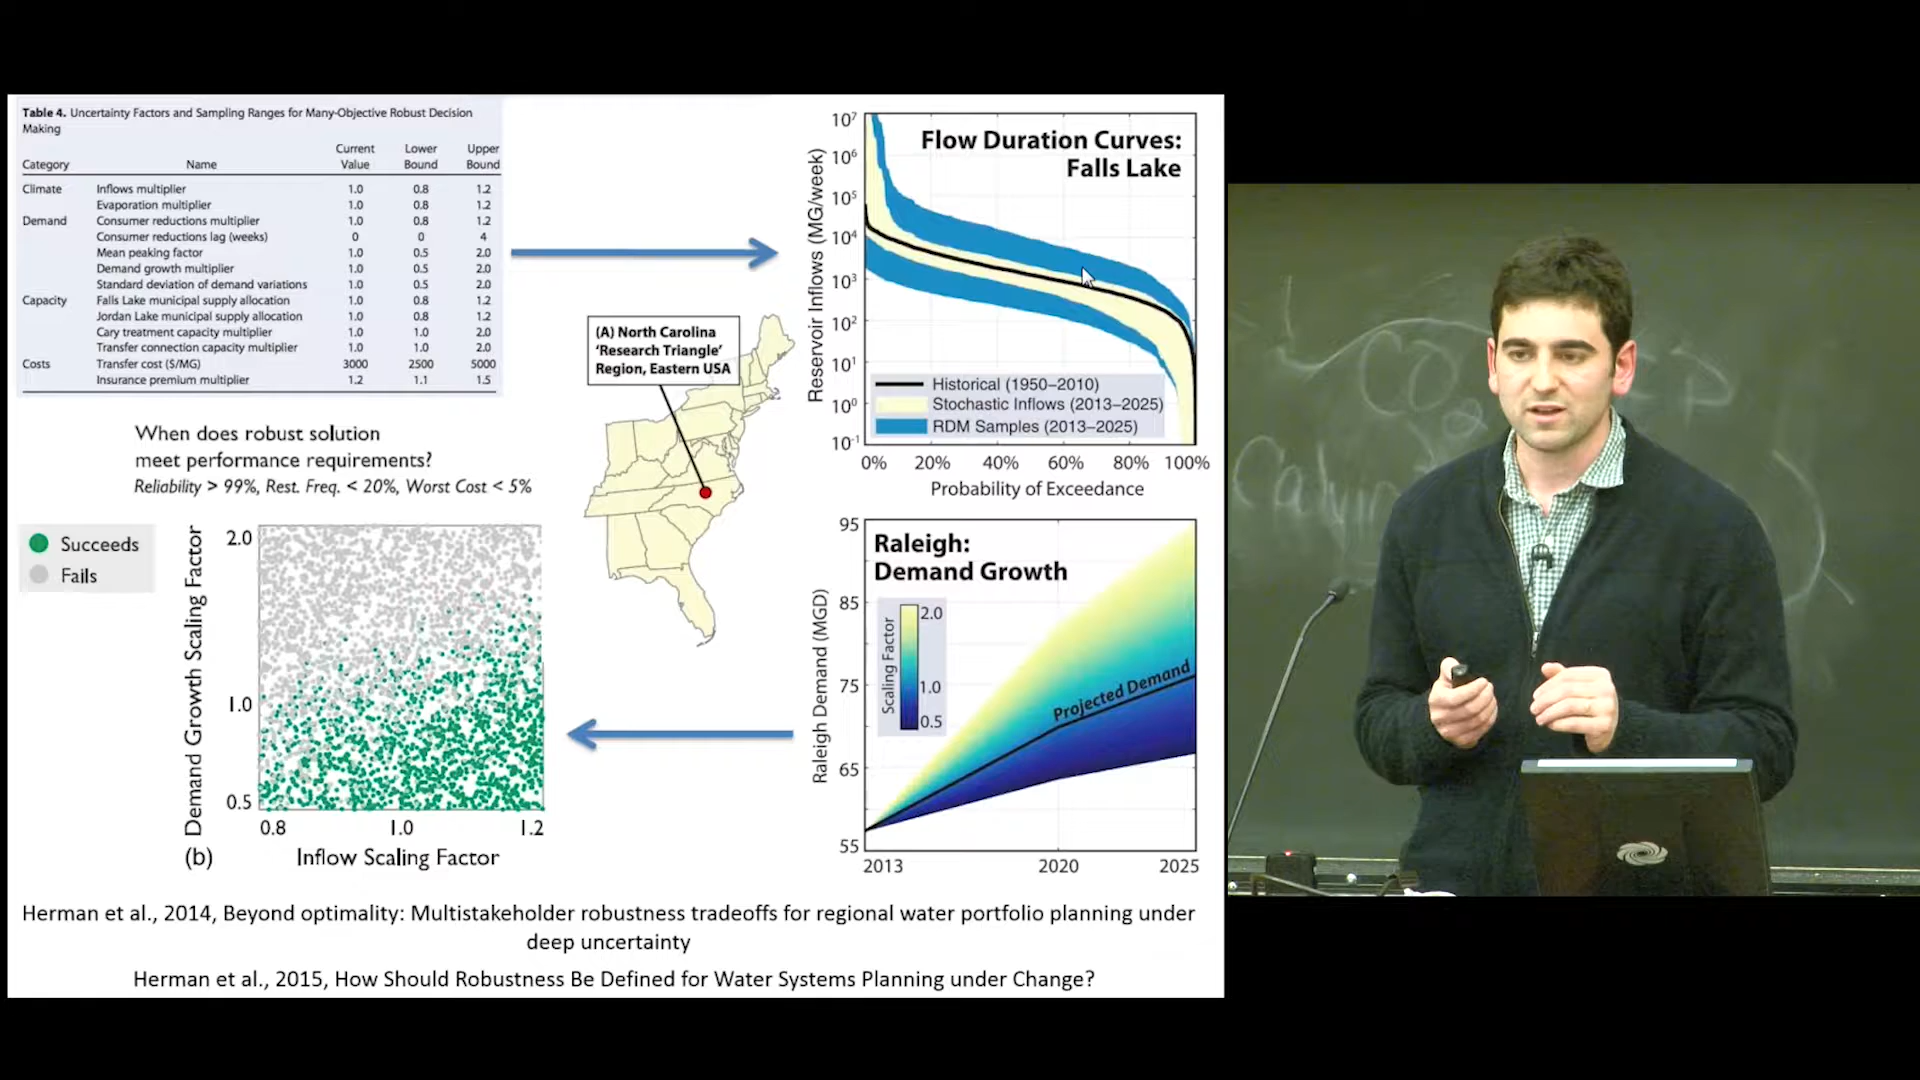 Table 4. Uncertainty Factors and Sampling Ranges for Many-Objective Robust Decision
Making
Category Name Current Value Lower Bound Upper Bound
Climate Inflows multiplier 1.0 0.8 1.2
Evaporation multiplier 1.0 0.8 1.2
Demand Consumer reductions multiplier 1.0 0.8 1.2
Consumer reductions lag (weeks) 0 0 4
Mean peaking factor 1.0 0.5 2.0
Demand growth multiplier 1.0 0.5 2.0
Standard deviation of demand variations 1.0 0.5 2.0
Capacity Falls Lake municipal supply allocation 1.0 0.8 1.2
Jordan Lake municipal supply allocation 1.0 0.8 1.2
Cary treatment capacity multiplier 1.0 1.0 2.0
Transfer connection capacity multiplier 1.0 1.0 2.0
Costs Transfer cost ($/MG) 3000 2500 5000
Insurance premium multiplier 1.2 1.1 1.5
Flow Duration Curves:
Falls Lake
Reservoir Inflows (MG/week)
10⁷
10⁶
10⁵
10⁴
10³
10²
10¹
10⁰
10⁻¹
Historical (1950–2010)
Stochastic Inflows (2013–2025)
RDM Samples (2013–2025)
0% 20% 40% 60% 80% 100%
Probability of Exceedance
(A) North Carolina
'Research Triangle'
Region, Eastern USA
When does robust solution
meet performance requirements?
Reliability > 99%, Rest. Freq. < 20%, Worst Cost < 5%
Succeeds
Fails
Demand Growth Scaling Factor
2.0
1.0
0.5
0.8 1.0 1.2
(b) Inflow Scaling Factor
Raleigh:
Demand Growth
Raleigh Demand (MGD)
95
85
75
65
55
Scaling Factor
2.0
1.0
0.5
Projected Demand
2013 2020 2025
Herman et al., 2014, Beyond optimality: Multistakeholder robustness tradeoffs for regional water portfolio planning under
deep uncertainty
Herman et al., 2015, How Should Robustness Be Defined for Water Systems Planning under Change?